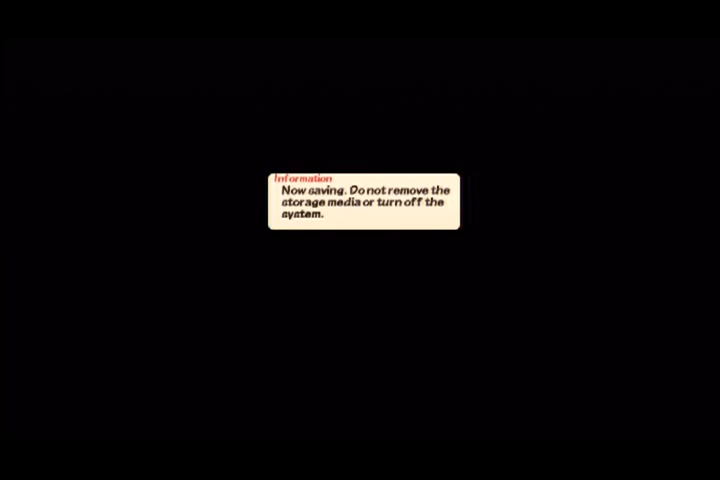 Information
Now saving. Do not remove the
storage media or turn off the
system.